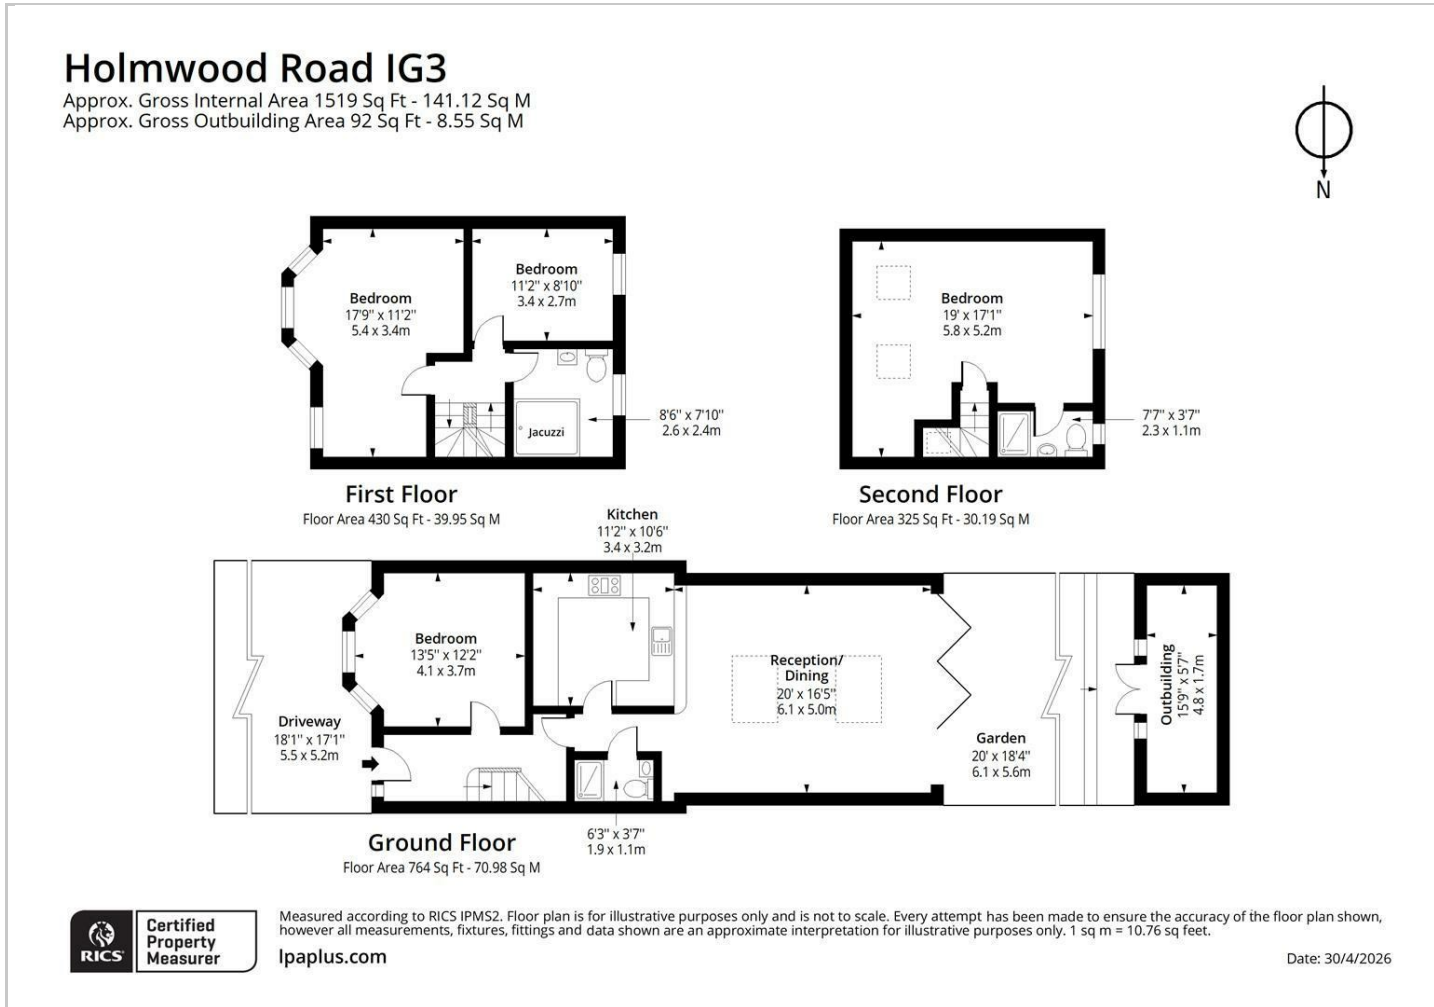 Holmwood Road IG3
Approx. Gross Internal Area 1519 Sq Ft - 141.12 Sq M
Approx. Gross Outbuilding Area 92 Sq Ft - 8.55 Sq M
N
Bedroom
17'9" x 11'2"
5.4 x 3.4m
Bedroom
11'2" x 8'10"
3.4 x 2.7m
Jacuzzi
8'6" x 7'10"
2.6 x 2.4m
First Floor
Floor Area 430 Sq Ft - 39.95 Sq M
Bedroom
19' x 17'1"
5.8 x 5.2m
7'7" x 3'7"
2.3 x 1.1m
Second Floor
Floor Area 325 Sq Ft - 30.19 Sq M
Kitchen
11'2" x 10'6"
3.4 x 3.2m
Bedroom
13'5" x 12'2"
4.1 x 3.7m
Reception/
Dining
20' x 16'5"
6.1 x 5.0m
Driveway
18'1" x 17'1"
5.5 x 5.2m
Garden
20' x 18'4"
6.1 x 5.6m
Outbuilding
15'9" x 5'7"
4.8 x 1.7m
6'3" x 3'7"
1.9 x 1.1m
Ground Floor
Floor Area 764 Sq Ft - 70.98 Sq M
RICS
Certified
Property
Measurer
Measured according to RICS IPMS2. Floor plan is for illustrative purposes only and is not to scale. Every attempt has been made to ensure the accuracy of the floor plan shown,
however all measurements, fixtures, fittings and data shown are an approximate interpretation for illustrative purposes only. 1 sq m = 10.76 sq feet.
lpaplus.com
Date: 30/4/2026